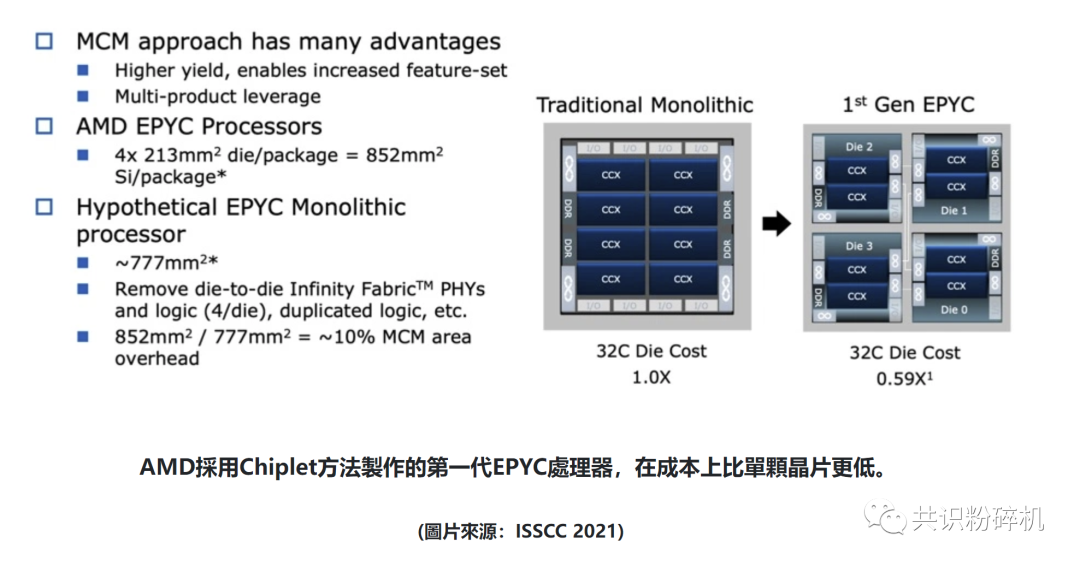 MCM approach has many advantages
Higher yield, enables increased feature-set
Multi-product leverage
AMD EPYC Processors
4x 213mm² die/package = 852mm²
Si/package*
Hypothetical EPYC Monolithic
processor
~777mm²*
Remove die-to-die Infinity Fabric™ PHYs
and logic (4/die), duplicated logic, etc.
852mm² / 777mm² = ~10% MCM area
overhead
Traditional Monolithic
I/O I/O I/O I/O
CCX CCX
DDR CCX CCX DDR
DDR CCX CCX DDR
CCX CCX
I/O I/O I/O I/O
32C Die Cost
1.0X
1st Gen EPYC
Die 2
CCX
CCX
DDR
I/O
CCX
CCX
DDR
Die 1
Die 3
CCX
CCX
DDR
CCX
CCX
DDR
Die 0
32C Die Cost
0.59X¹
AMD採用Chiplet方法製作的第一代EPYC處理器，在成本上比單顆晶片更低。
(圖片來源：ISSCC 2021)
共识粉碎机